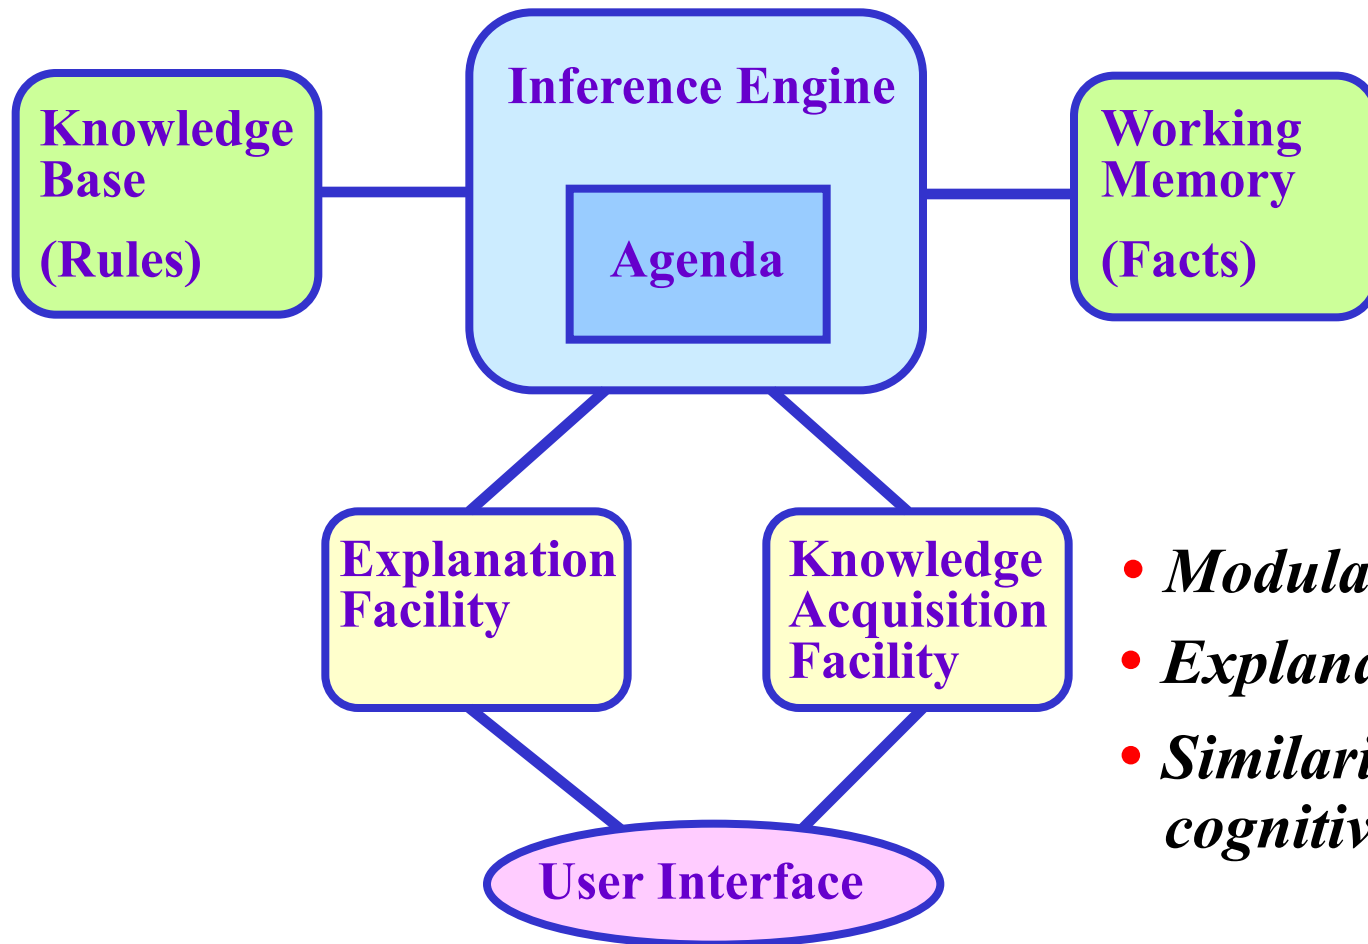 Inference Engine
Knowledge
Base
(Rules)
Agenda
Working
Memory
(Facts)
Explanation
Facility
Knowledge
Acquisition
Facility
User Interface
•
•
•